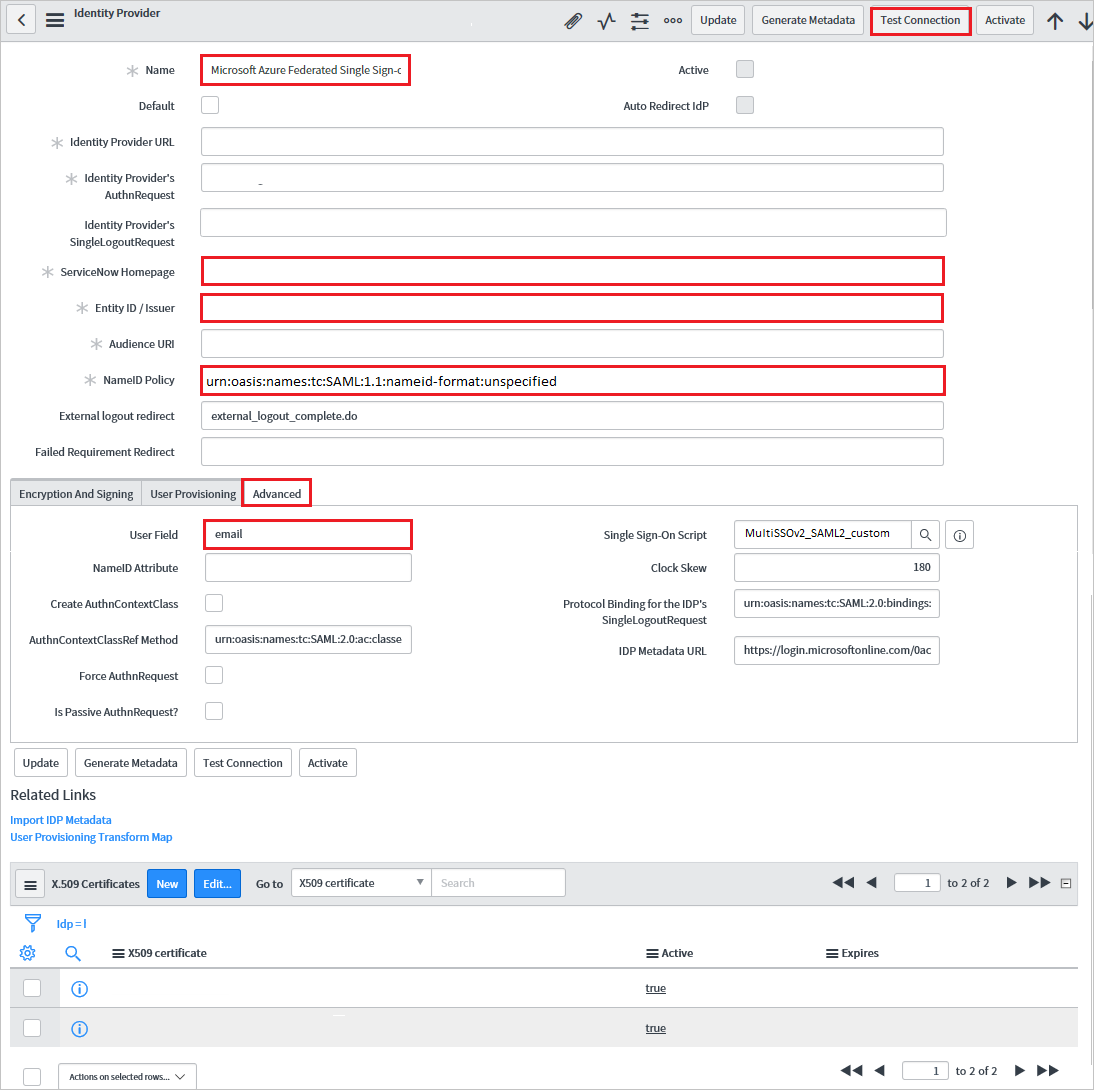 Identity Provider
Update
Generate Metadata
Test Connection
Activate
Name
Microsoft Azure Federated Single Sign-c
Active
Default
Auto Redirect IdP
Identity Provider URL
Identity Provider's
AuthnRequest
Identity Provider's
SingleLogoutRequest
ServiceNow Homepage
Entity ID / Issuer
Audience URI
NameID Policy
urn:oasis:names:tc:SAML:1.1:nameid-format:unspecified
External logout redirect
external_logout_complete.do
Failed Requirement Redirect
Encryption And Signing
User Provisioning
Advanced
User Field
email
Single Sign-On Script
MultiSSOv2_SAML2_custom
NameID Attribute
Clock Skew
180
Create AuthnContextClass
Protocol Binding for the IDP's
SingleLogoutRequest
urn:oasis:names:tc:SAML:2.0:bindings:
AuthnContextClassRef Method
urn:oasis:names:tc:SAML:2.0:ac:classe
IDP Metadata URL
https://login.microsoftonline.com/0ac
Force AuthnRequest
Is Passive AuthnRequest?
Update
Generate Metadata
Test Connection
Activate
Related Links
Import IDP Metadata
User Provisioning Transform Map
X.509 Certificates
New
Edit...
Go to
X509 certificate
Search
1
to 2 of 2
Idp = l
X509 certificate
Active
Expires
true
true
Actions on selected rows...
1
to 2 of 2